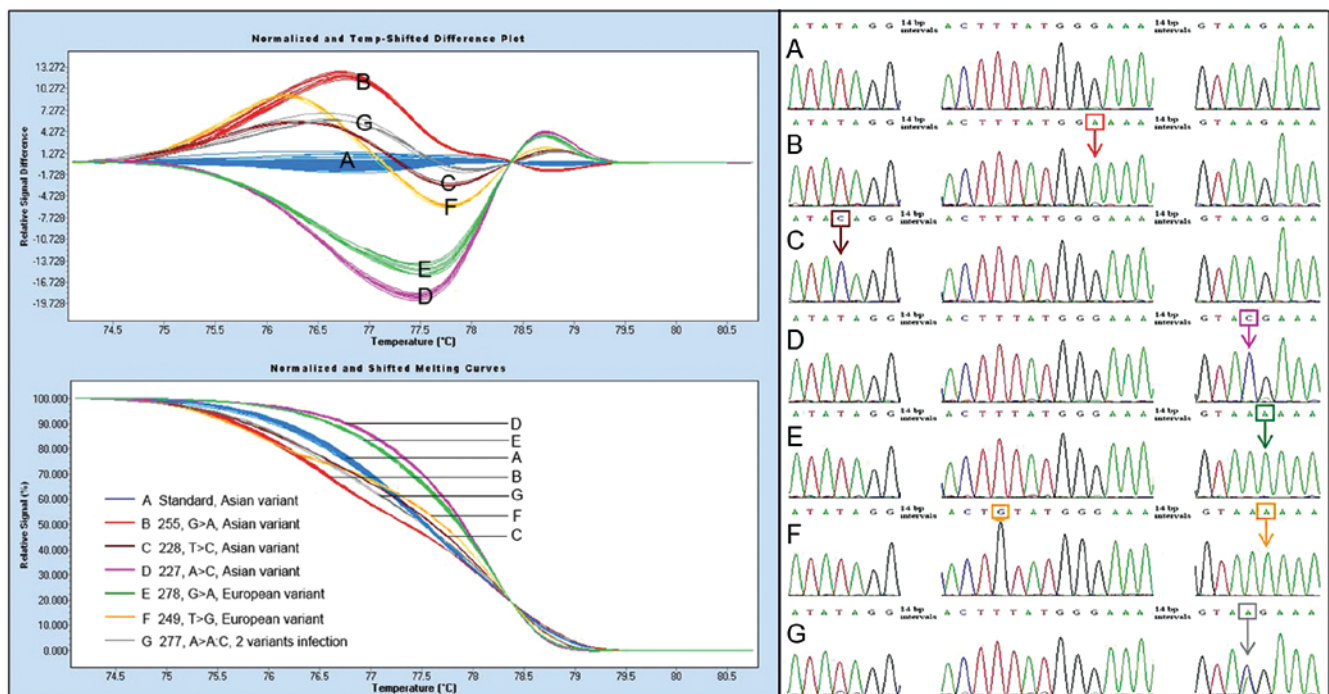 Normalized and Temp-Shifted Difference Plot
Relative Signal Difference
13.272
10.272
7.272
4.272
1.272
-1.728
-4.728
-7.728
-10.728
-13.728
-16.728
-19.728
B
G
A
C
F
E
D
74.5 75 75.5 76 76.5 77 77.5 78 78.5 79 79.5 80 80.5
Temperature (°C)
Normalized and Shifted Melting Curves
Relative Signal (%)
100.000
90.000
80.000
70.000
60.000
50.000
40.000
30.000
20.000
10.000
0.000
D
E
A
B
G
F
C
A Standard, Asian variant
B 255, G>A, Asian variant
C 228, T>C, Asian variant
D 227, A>C, Asian variant
E 278, G>A, European variant
F 249, T>G, European variant
G 277, A>A:C, 2 variants infection
74.5 75 75.5 76 76.5 77 77.5 78 78.5 79 79.5 80 80.5
Temperature (°C)
A T A T A G G 14 bp intervals A C T T T A T G G G A A A 14 bp intervals G T A A G A A A
A
A T A T A G G 14 bp intervals A C T T T A T G G A A A A 14 bp intervals G T A A G A A A
B
A T A C A G G 14 bp intervals A C T T T A T G G G A A A 14 bp intervals G T A A G A A A
C
A T A T A G G 14 bp intervals A C T T T A T G G G A A A 14 bp intervals G T A C G A A A
D
A T A T A G G 14 bp intervals A C T T T A T G G G A A A 14 bp intervals G T A A A A A A
E
A T A T A G G 14 bp intervals A C T G T A T G G G A A A 14 bp intervals G T A A A A A A
F
A T A T A G G 14 bp intervals A C T T T A T G G G A A A 14 bp intervals G T A A G A A A
G